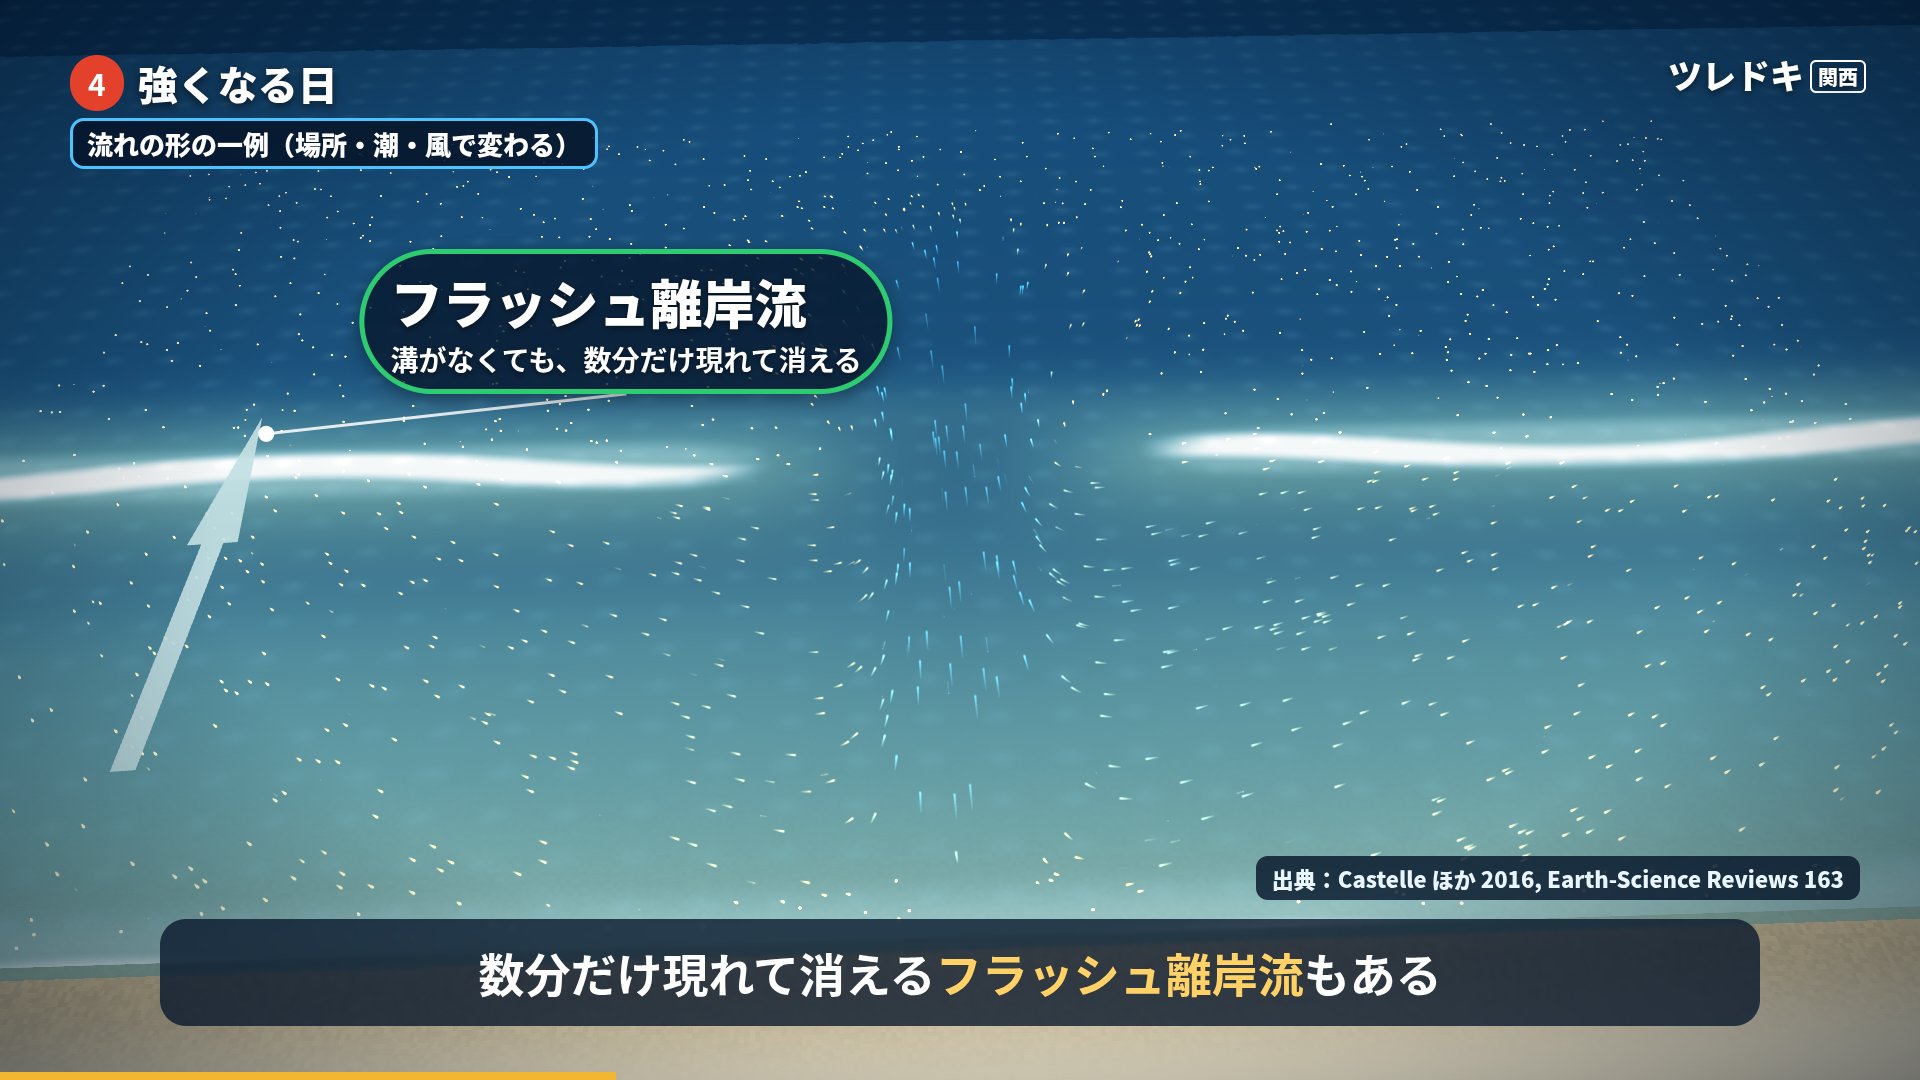 4 強くなる日
ツレドキ 関西
流れの形の一例（場所・潮・風で変わる）
フラッシュ離岸流
溝がなくても、数分だけ現れて消える
出典：Castelle ほか 2016, Earth-Science Reviews 163
数分だけ現れて消えるフラッシュ離岸流もある